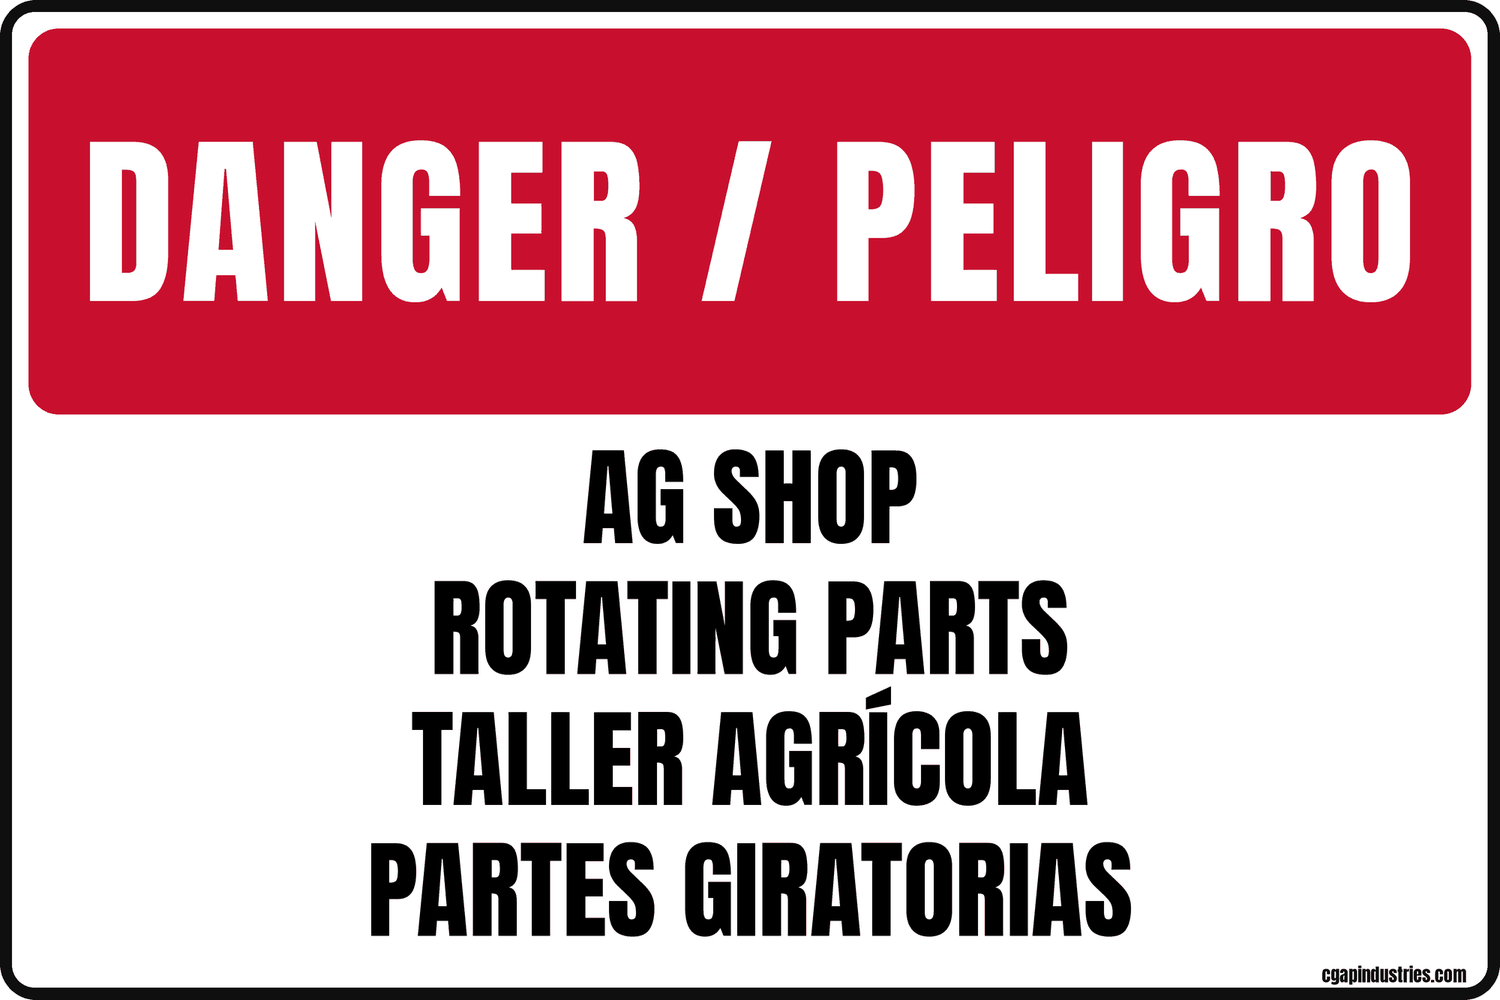 DANGER / PELIGRO
AG SHOP
ROTATING PARTS
TALLER AGRÍCOLA
PARTES GIRATORIAS
cgapindustries.com